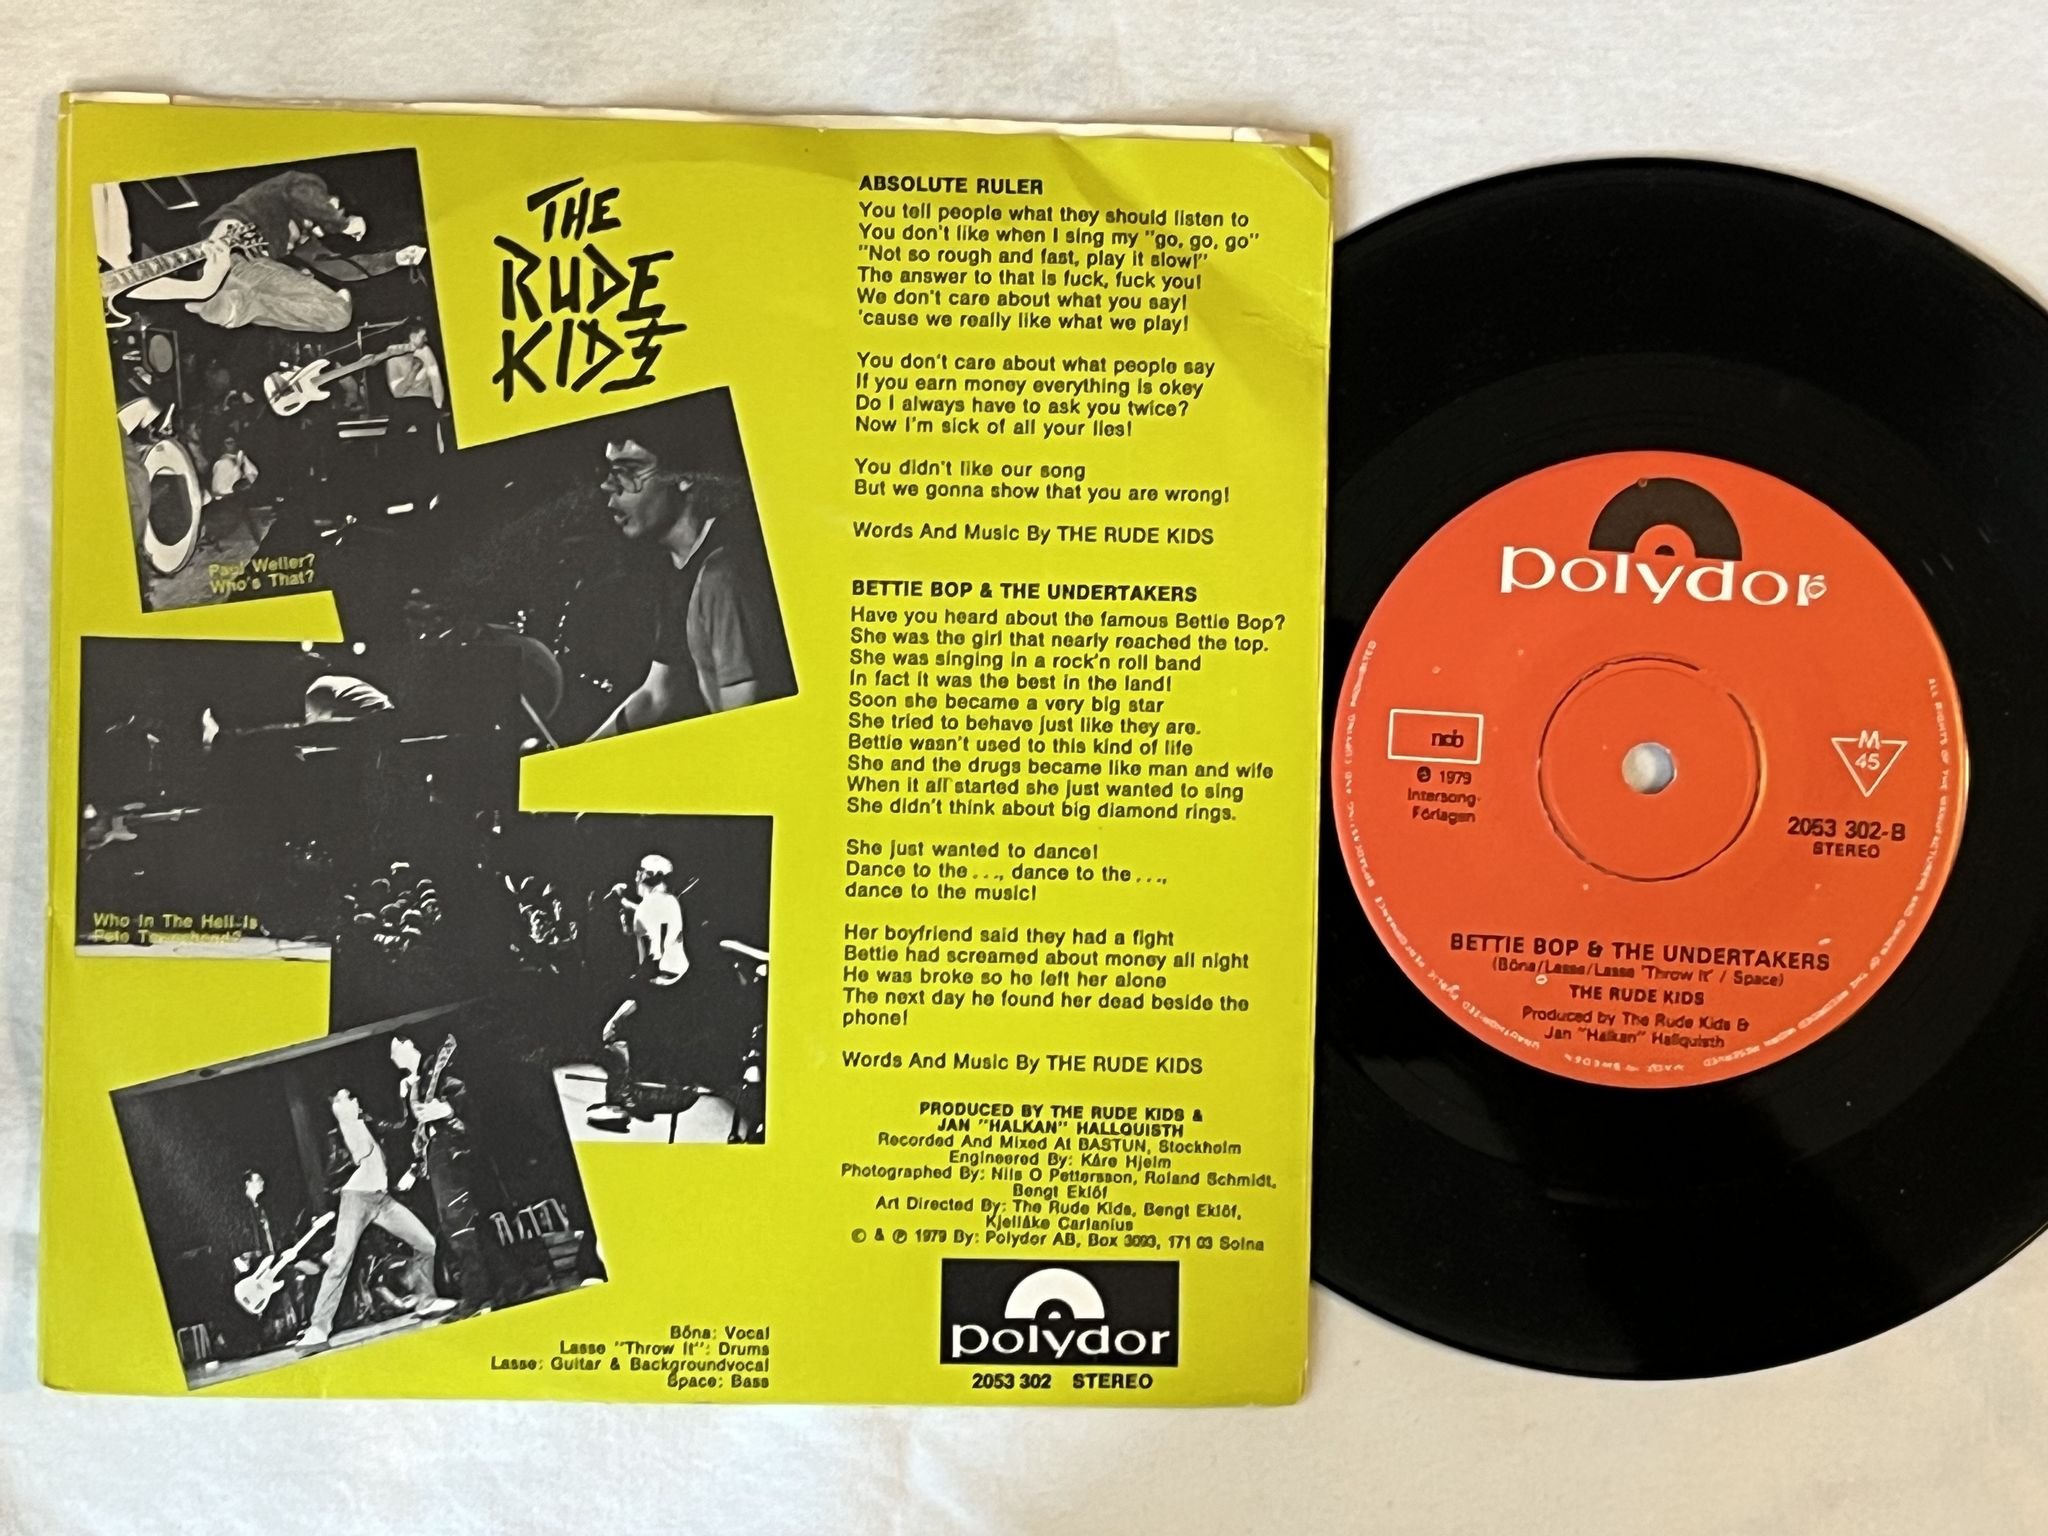 THE
RUDE
KIDS
Paul Weller?
Who's That?
Who In The Hell Is
Pete Townshend?
Böna: Vocal
Lasse "Throw It": Drums
Lasse: Guitar & Backgroundvocal
Space: Bass
ABSOLUTE RULER
You tell people what they should listen to
You don't like when I sing my "go, go, go"
"Not so rough and fast, play it slow!"
The answer to that is fuck, fuck you!
We don't care about what you say!
'cause we really like what we play!
You don't care about what people say
If you earn money everything is okey
Do I always have to ask you twice?
Now I'm sick of all your lies!
You didn't like our song
But we gonna show that you are wrong!
Words And Music By THE RUDE KIDS
BETTIE BOP & THE UNDERTAKERS
Have you heard about the famous Bettie Bop?
She was the girl that nearly reached the top.
She was singing in a rock'n roll band
In fact it was the best in the land!
Soon she became a very big star
She tried to behave just like they are.
Bettie wasn't used to this kind of life
She and the drugs became like man and wife
When it all started she just wanted to sing
She didn't think about big diamond rings.
She just wanted to dance!
Dance to the . . ., dance to the . . .,
dance to the music!
Her boyfriend said they had a fight
Bettie had screamed about money all night
He was broke so he left her alone
The next day he found her dead beside the
phone!
Words And Music By THE RUDE KIDS
PRODUCED BY THE RUDE KIDS &
JAN "HALKAN" HALLQUISTH
Recorded And Mixed At BASTUN, Stockholm
Engineered By: Kåre Hjelm
Photographed By: Nils O Pettersson, Roland Schmidt,
Bengt Eklöf
Art Directed By: The Rude Kids, Bengt Eklöf,
KjellÅke Carlanius
© & ℗ 1979 By: Polydor AB, Box 3093, 171 03 Solna
polydor
2053 302 STEREO
polydor
ncb
℗ 1979
Intersong-
Förlagen
M
45
2053 302-B
STEREO
BETTIE BOP & THE UNDERTAKERS
(Böna/Lasse/Lasse 'Throw It' / Space)
THE RUDE KIDS
Produced by The Rude Kids &
Jan "Halkan" Hallquisth
ALL RIGHTS OF THE MANUFACTURER AND OWNER OF THE RECORDED WORK RESERVED
MADE IN SWEDEN